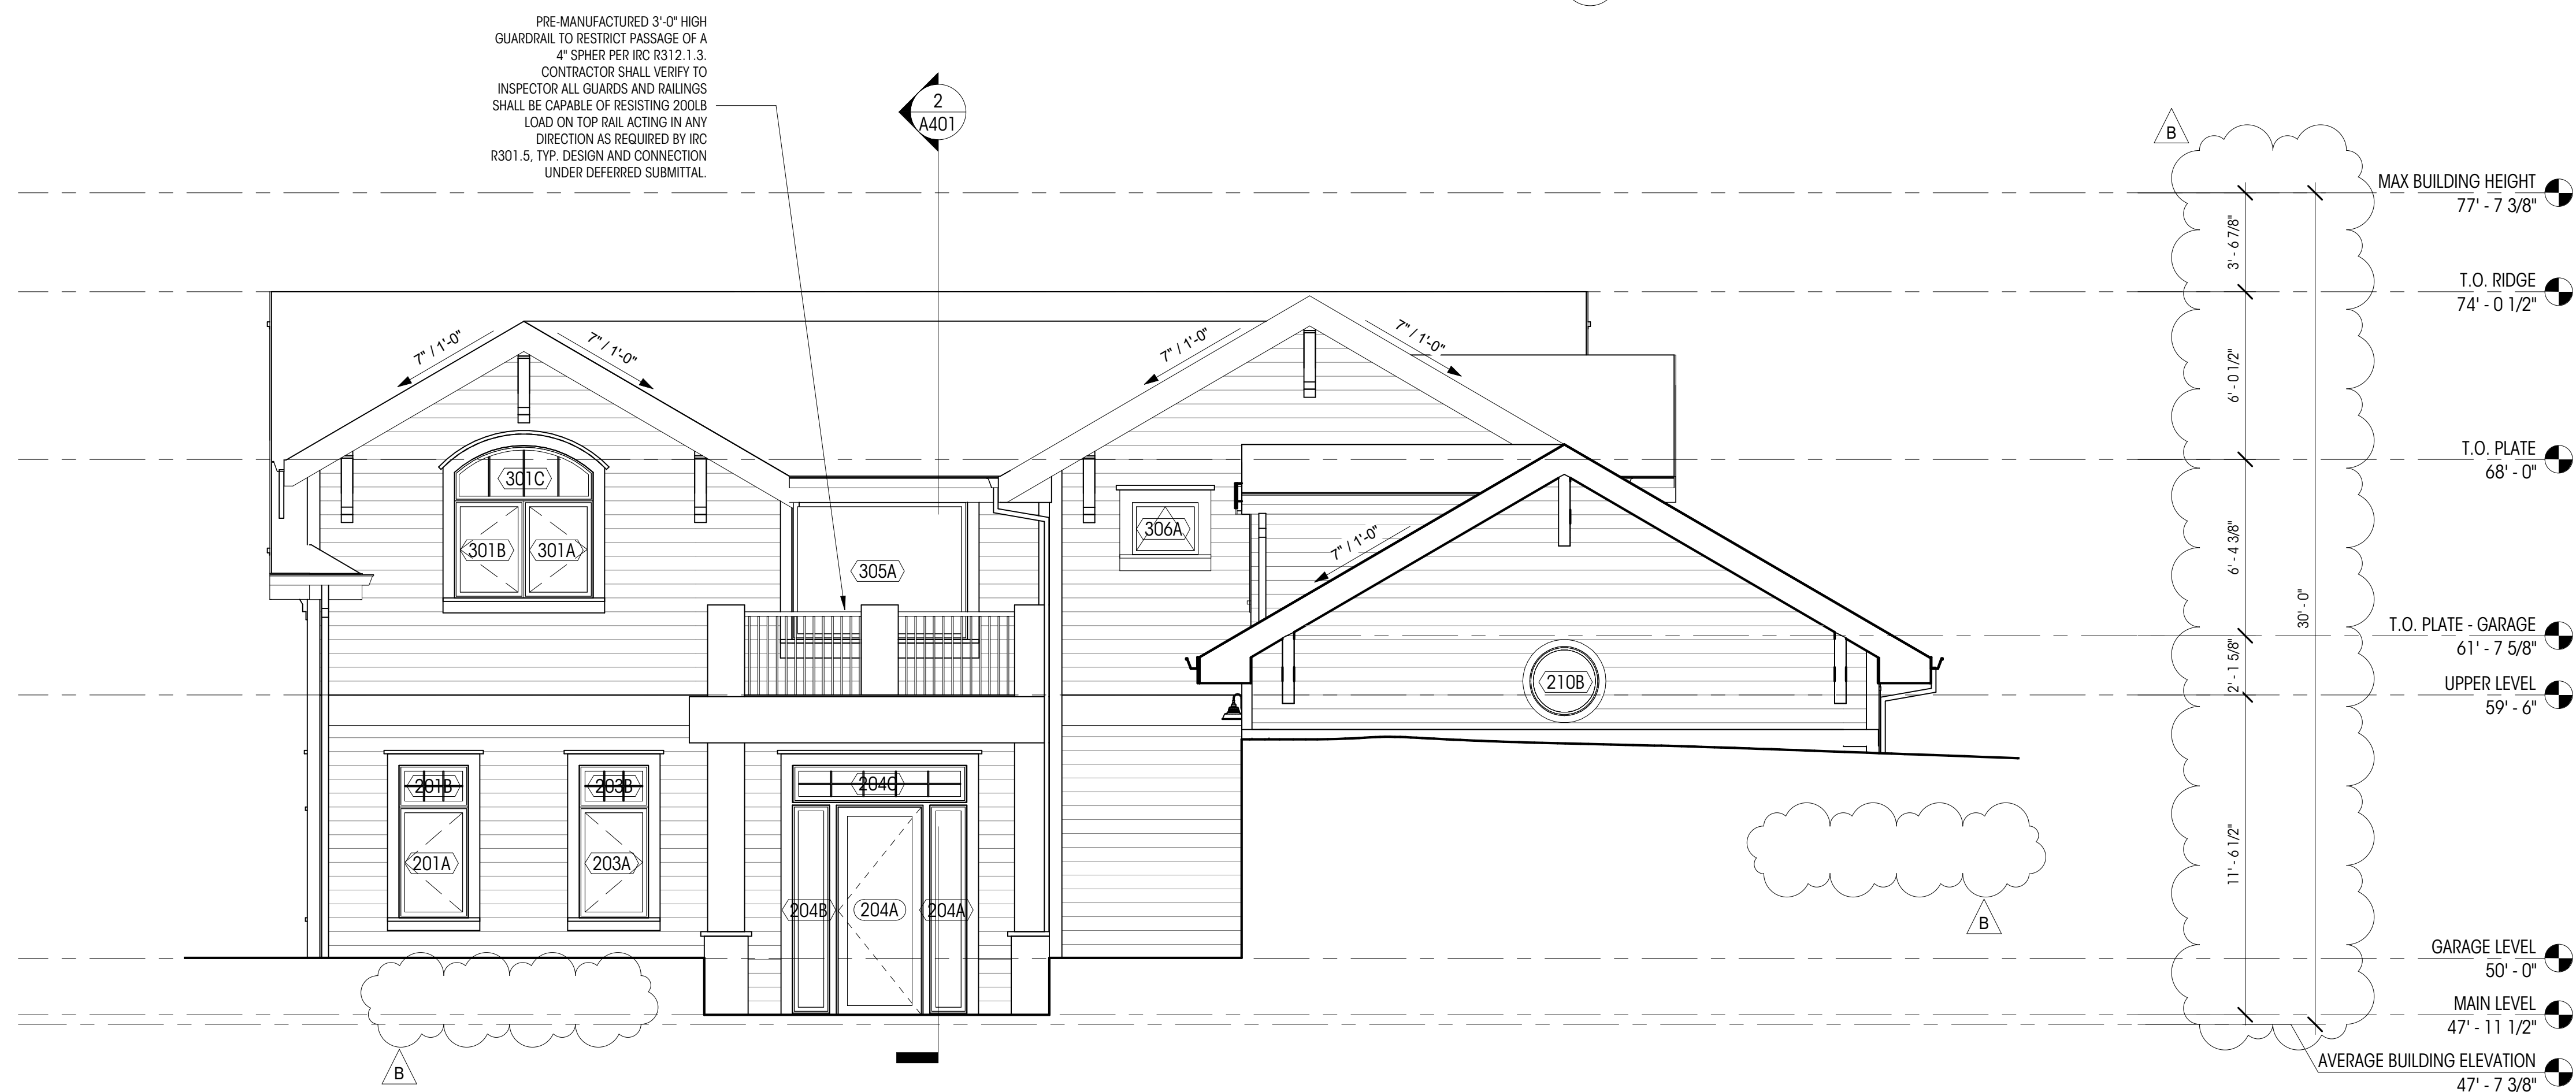 PRE-MANUFACTURED 3'-0" HIGH
GUARDRAIL TO RESTRICT PASSAGE OF A
4" SPHER PER IRC R312.1.3.
CONTRACTOR SHALL VERIFY TO
INSPECTOR ALL GUARDS AND RAILINGS
SHALL BE CAPABLE OF RESISTING 200LB
LOAD ON TOP RAIL ACTING IN ANY
DIRECTION AS REQUIRED BY IRC
R301.5, TYP. DESIGN AND CONNECTION
UNDER DEFERRED SUBMITTAL.
2
A401
B
MAX BUILDING HEIGHT
77' - 7 3/8"
3' - 6 7/8"
T.O. RIDGE
74' - 0 1/2"
7" / 1'-0"
7" / 1'-0"
7" / 1'-0"
7" / 1'-0"
6' - 0 1/2"
T.O. PLATE
68' - 0"
301C
301B
301A
306A
305A
7" / 1'-0"
6' - 4 3/8"
30' - 0"
T.O. PLATE - GARAGE
61' - 7 5/8"
2' - 1 5/8"
210B
UPPER LEVEL
59' - 6"
201B
203B
204C
201A
203A
204B
204A
204A
11' - 6 1/2"
B
GARAGE LEVEL
50' - 0"
MAIN LEVEL
47' - 11 1/2"
B
AVERAGE BUILDING ELEVATION
47' - 7 3/8"